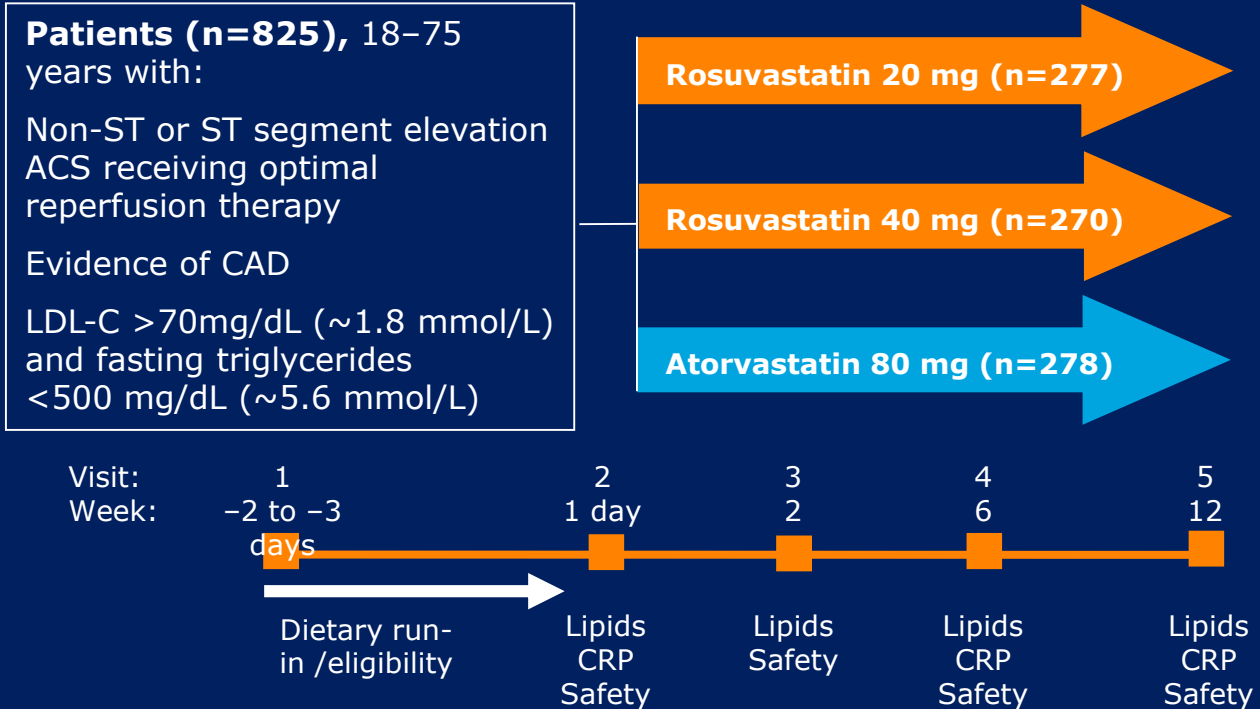 Patients (n=825), 18–75
years with:
Non-ST or ST segment elevation
ACS receiving optimal
reperfusion therapy
Evidence of CAD
LDL-C >70mg/dL (~1.8 mmol/L)
and fasting triglycerides
<500 mg/dL (~5.6 mmol/L)
Rosuvastatin 20 mg (n=277)
Rosuvastatin 40 mg (n=270)
Atorvastatin 80 mg (n=278)
Visit: 1 2 3 4 5
Week: –2 to –3 1 day 2 6 12
days
Dietary run-
in /eligibility
Lipids
CRP
Safety
Lipids
Safety
Lipids
CRP
Safety
Lipids
CRP
Safety